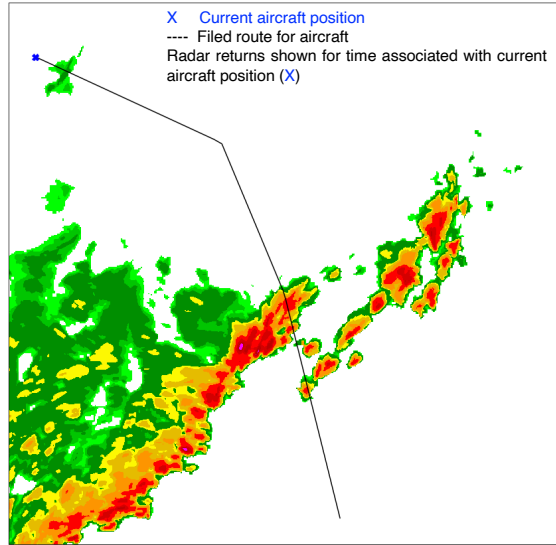 X Current aircraft position
---- Filed route for aircraft
Radar returns shown for time associated with current
aircraft position (X)